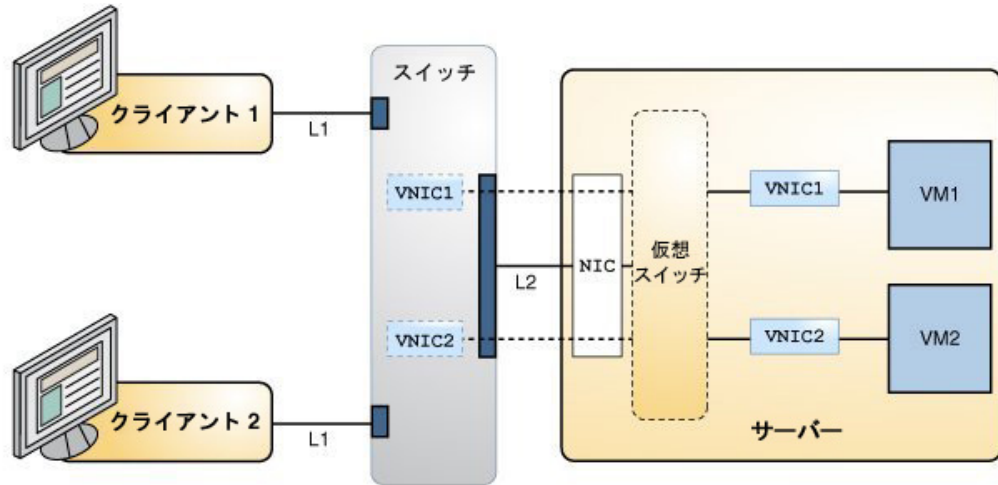 スイッチ
クライアント 1
L1
VNIC1
VNIC1
VM1
NIC
仮想
スイッチ
L2
VNIC2
VNIC2
VM2
クライアント 2
L1
サーバー